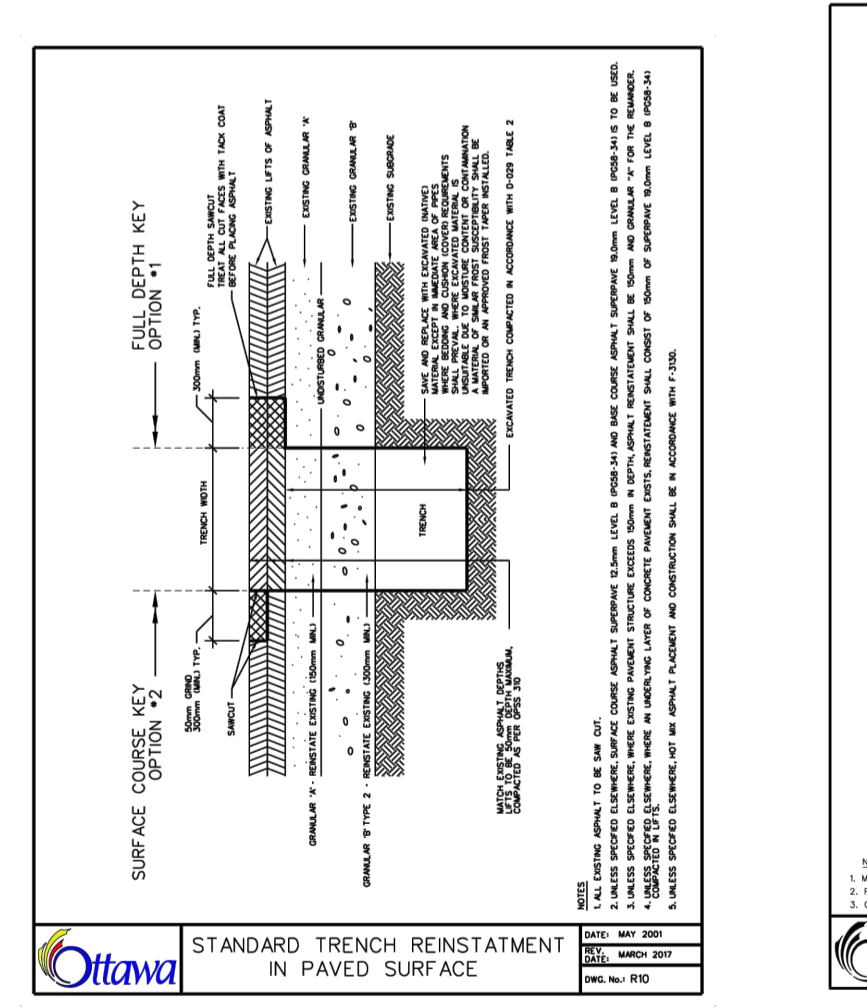 SURFACE COURSE KEY
OPTION #2
FULL DEPTH KEY
OPTION #1
50mm GRIND
300mm (MIN.) TYP.
SAWCUT
TRENCH WIDTH
300mm (MIN.) TYP.
FULL DEPTH SAWCUT
TREAT ALL CUT FACES WITH TACK COAT
BEFORE PLACING ASPHALT
EXISTING LIFTS OF ASPHALT
EXISTING GRANULAR 'A'
EXISTING GRANULAR 'B'
EXISTING SUBGRADE
UNDISTURBED GRANULAR
GRANULAR 'A' - REINSTATE EXISTING (150mm MIN.)
GRANULAR 'B' TYPE 2 - REINSTATE EXISTING (300mm MIN.)
TRENCH
SAVE AND REPLACE WITH EXCAVATED (NATIVE)
MATERIAL EXCEPT IN IMMEDIATE AREA OF PIPES
WHERE BEDDING AND CUSHION (COVER) REQUIREMENTS
SHALL PREVAIL. WHERE EXCAVATED MATERIAL IS
UNSUITABLE DUE TO MOISTURE CONTENT OR CONTAMINATION
A MATERIAL OF SIMILAR FROST SUSCEPTIBILITY SHALL BE
IMPORTED OR AN APPROVED FROST TAPER INSTALLED.
EXCAVATED TRENCH COMPACTED IN ACCORDANCE WITH D-029 TABLE 2
MATCH EXISTING ASPHALT DEPTHS
LIFTS TO BE 50mm DEPTH MAXIMUM,
COMPACTED AS PER OPSS 310
NOTES
1. ALL EXISTING ASPHALT TO BE SAW CUT.
2. UNLESS SPECIFIED ELSEWHERE, SURFACE COURSE ASPHALT SUPERPAVE 12.5mm LEVEL B (PG58-34) AND BASE COURSE ASPHALT SUPERPAVE 19.0mm LEVEL B (PG58-34) IS TO BE USED.
3. UNLESS SPECIFIED ELSEWHERE, WHERE EXISTING PAVEMENT STRUCTURE EXCEEDS 150mm IN DEPTH, ASPHALT REINSTATEMENT SHALL BE 150mm AND GRANULAR "A" FOR THE REMAINDER.
4. UNLESS SPECIFIED ELSEWHERE, WHERE AN UNDERLYING LAYER OF CONCRETE PAVEMENT EXISTS, REINSTATEMENT SHALL CONSIST OF 150mm OF SUPERPAVE 19.0mm LEVEL B (PG58-34)
COMPACTED IN LIFTS.
5. UNLESS SPECIFIED ELSEWHERE, HOT MIX ASPHALT PLACEMENT AND CONSTRUCTION SHALL BE IN ACCORDANCE WITH F-3130.
Ottawa
STANDARD TRENCH REINSTATMENT
IN PAVED SURFACE
DATE: MAY 2001
REV. DATE: MARCH 2017
DWG. No.: R10
1.
2.
3.